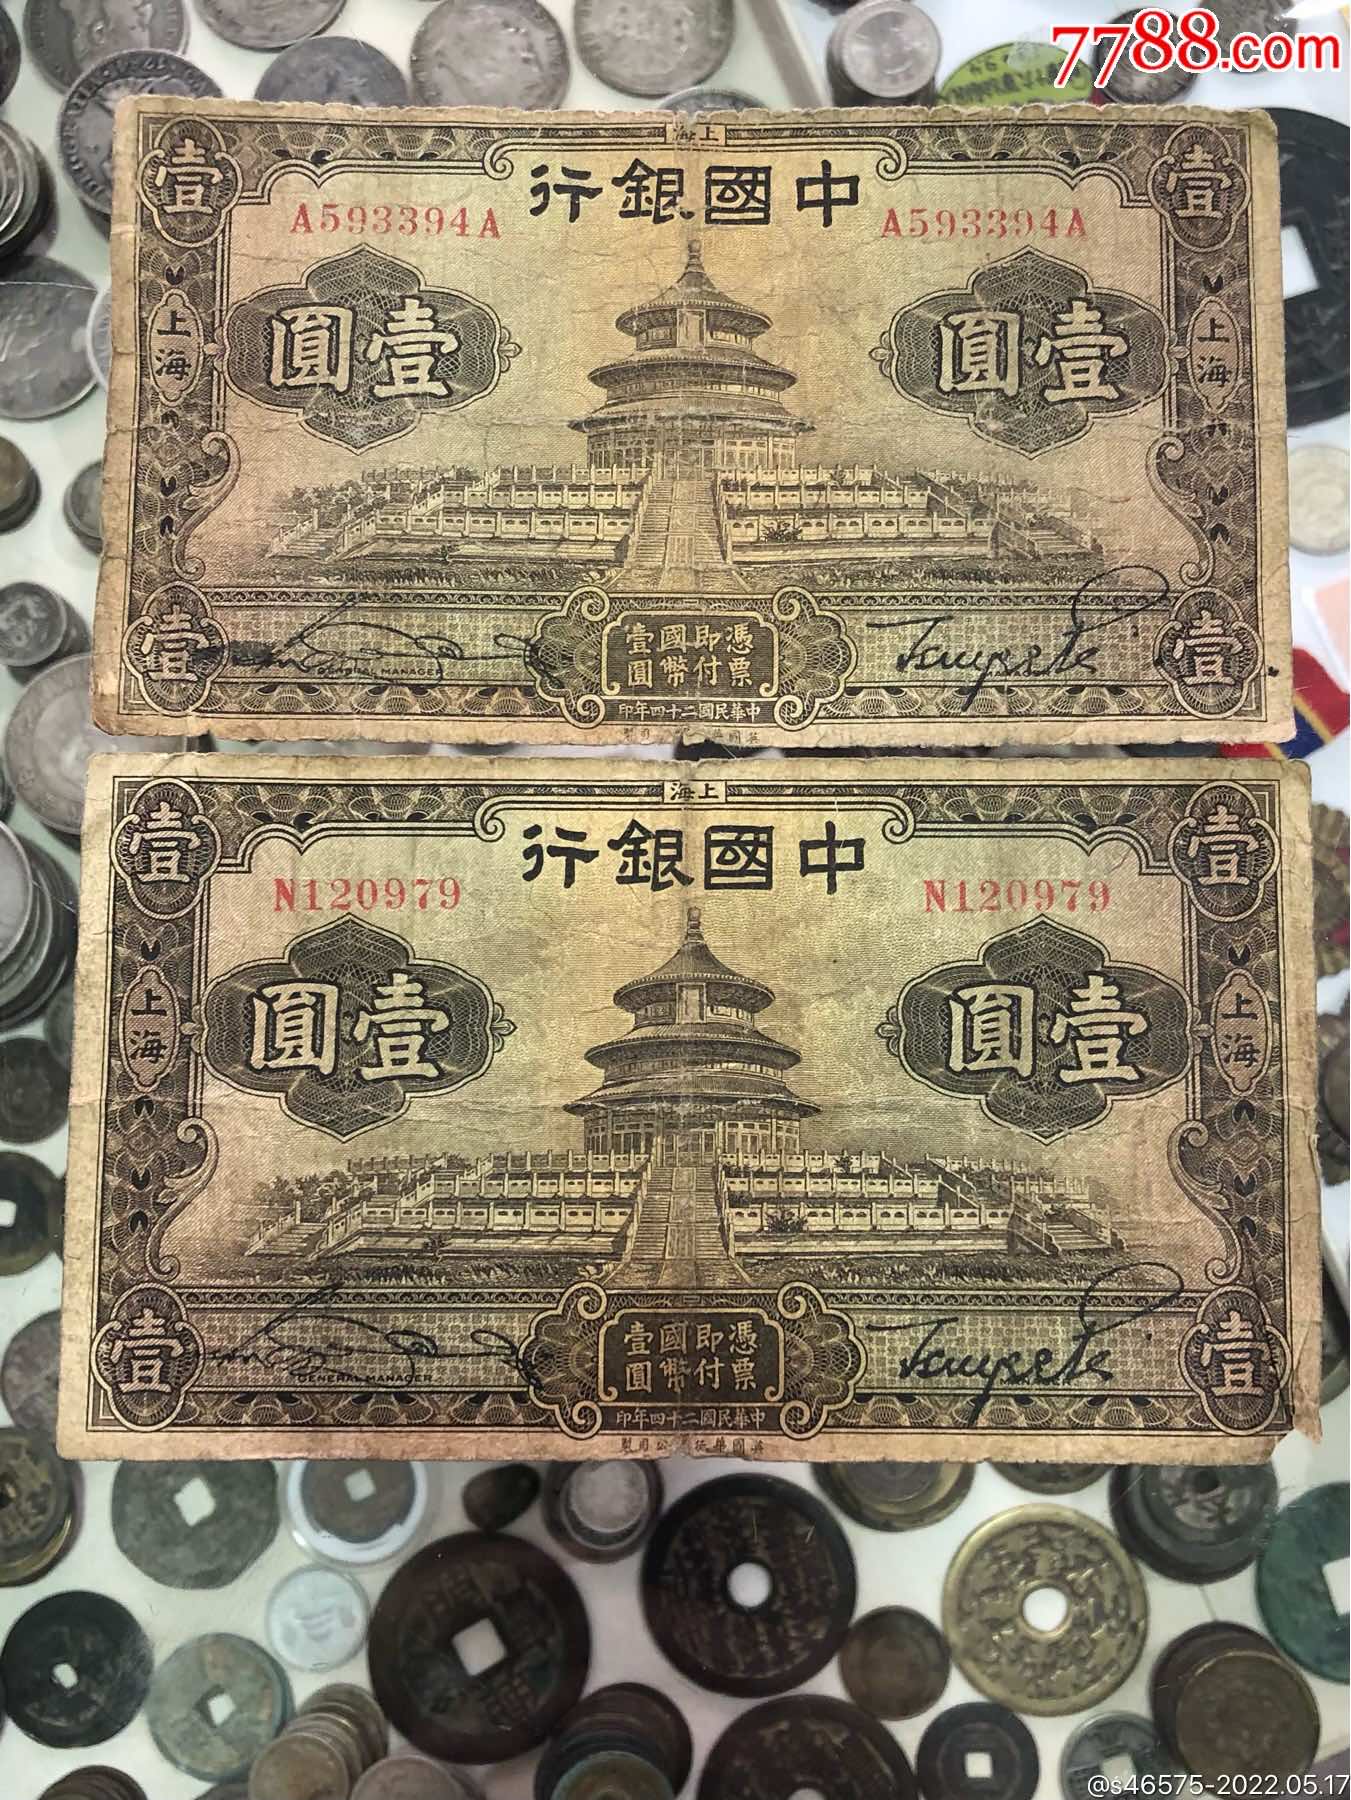 7788.com
上海
中國銀行
A593394A
A593394A
壹
壹
上海
上海
壹圓
壹圓
壹
壹
憑票
即付
國幣
壹圓
GENERAL MANAGER
中華民國二十四年印
上海
中國銀行
N120979
N120979
壹
壹
上海
上海
壹圓
壹圓
壹
壹
憑票
即付
國幣
壹圓
GENERAL MANAGER
中華民國二十四年印
@s46575-2022.05.17